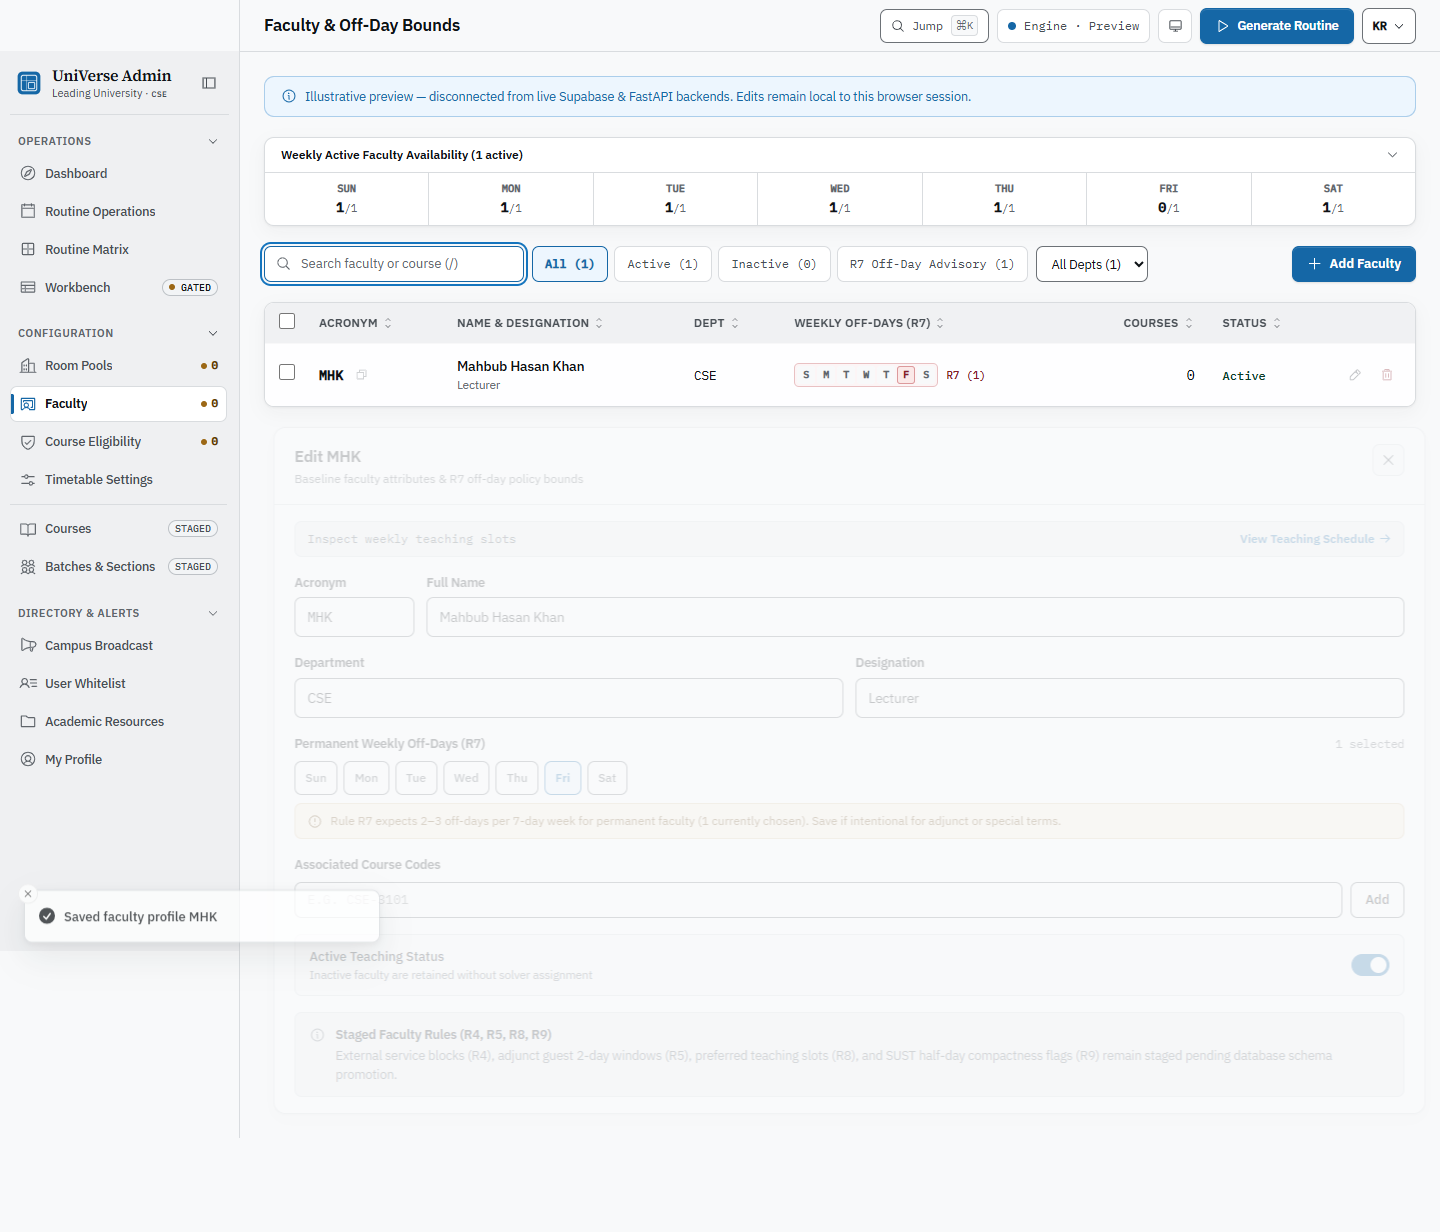 Faculty & Off-Day Bounds
Jump ⌘K
Engine · Preview
Generate Routine
KR
UniVerse Admin
Leading University · CSE
OPERATIONS
Dashboard
Routine Operations
Routine Matrix
Workbench
GATED
CONFIGURATION
Room Pools 0
Faculty 0
Course Eligibility 0
Timetable Settings
Courses STAGED
Batches & Sections STAGED
DIRECTORY & ALERTS
Campus Broadcast
User Whitelist
Academic Resources
My Profile
Illustrative preview — disconnected from live Supabase & FastAPI backends. Edits remain local to this browser session.
Weekly Active Faculty Availability (1 active)
SUN MON TUE WED THU FRI SAT
1/1 1/1 1/1 1/1 1/1 0/1 1/1
Search faculty or course (/)
All (1)
Active (1)
Inactive (0)
R7 Off-Day Advisory (1)
All Depts (1)
Add Faculty
ACRONYM NAME & DESIGNATION DEPT WEEKLY OFF-DAYS (R7) COURSES STATUS
MHK Mahbub Hasan Khan CSE S M T W T F S R7 (1) 0 Active
Lecturer
Edit MHK
Baseline faculty attributes & R7 off-day policy bounds
Inspect weekly teaching slots
View Teaching Schedule →
Acronym Full Name
MHK Mahbub Hasan Khan
Department Designation
CSE Lecturer
Permanent Weekly Off-Days (R7) 1 selected
Sun Mon Tue Wed Thu Fri Sat
Rule R7 expects 2–3 off-days per 7-day week for permanent faculty (1 currently chosen). Save if intentional for adjunct or special terms.
Associated Course Codes
E.G. CSE-3101
Add
Saved faculty profile MHK
Active Teaching Status
Inactive faculty are retained without solver assignment
Staged Faculty Rules (R4, R5, R8, R9)
External service blocks (R4), adjunct guest 2-day windows (R5), preferred teaching slots (R8), and SUST half-day compactness flags (R9) remain staged pending database schema
promotion.